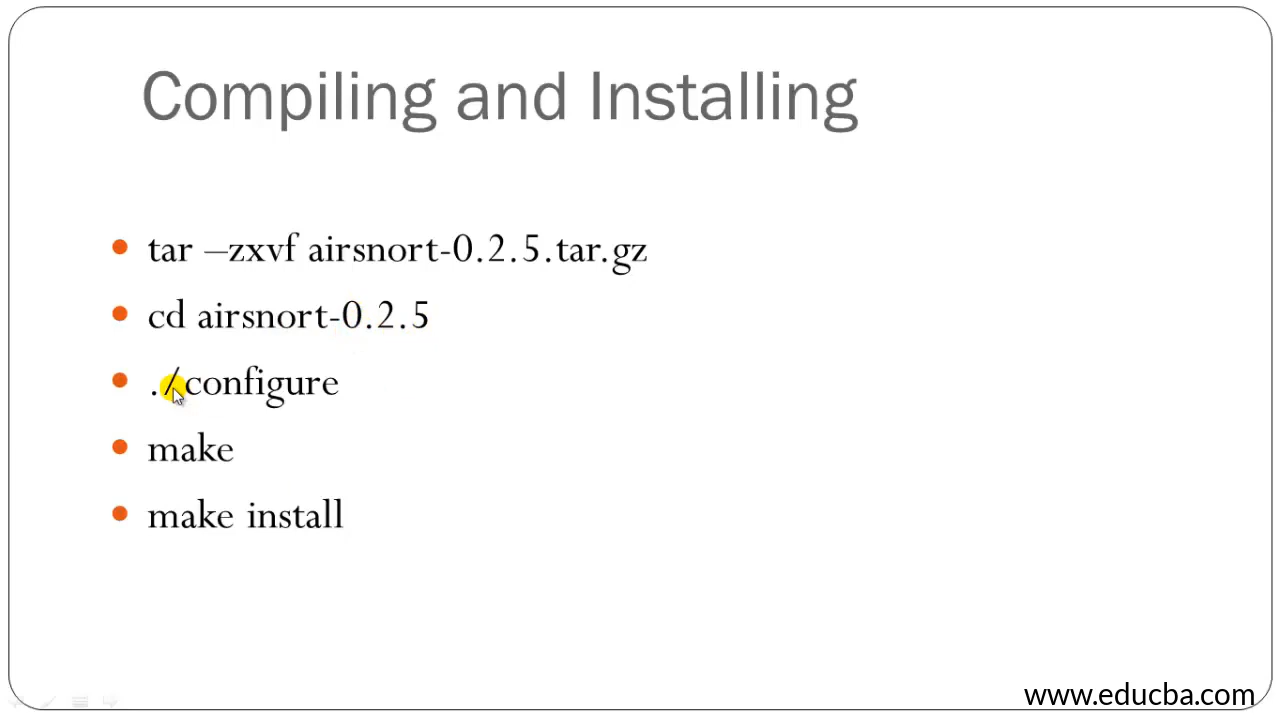 Compiling and Installing
tar –zxvf airsnort-0.2.5.tar.gz
cd airsnort-0.2.5
./configure
make
make install
www.educba.com